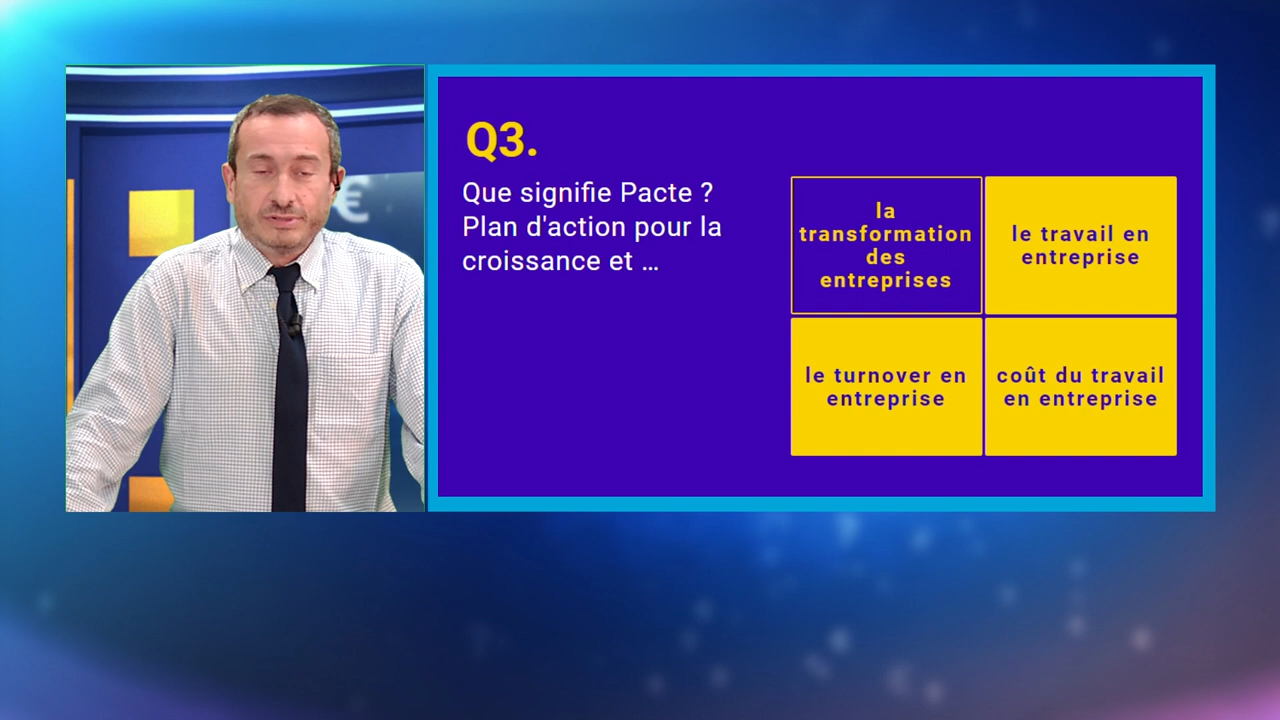 Q3.
Que signifie Pacte ?
Plan d'action pour la
croissance et ...
la
transformation
des
entreprises
le travail en
entreprise
le turnover en
entreprise
coût du travail
en entreprise
€